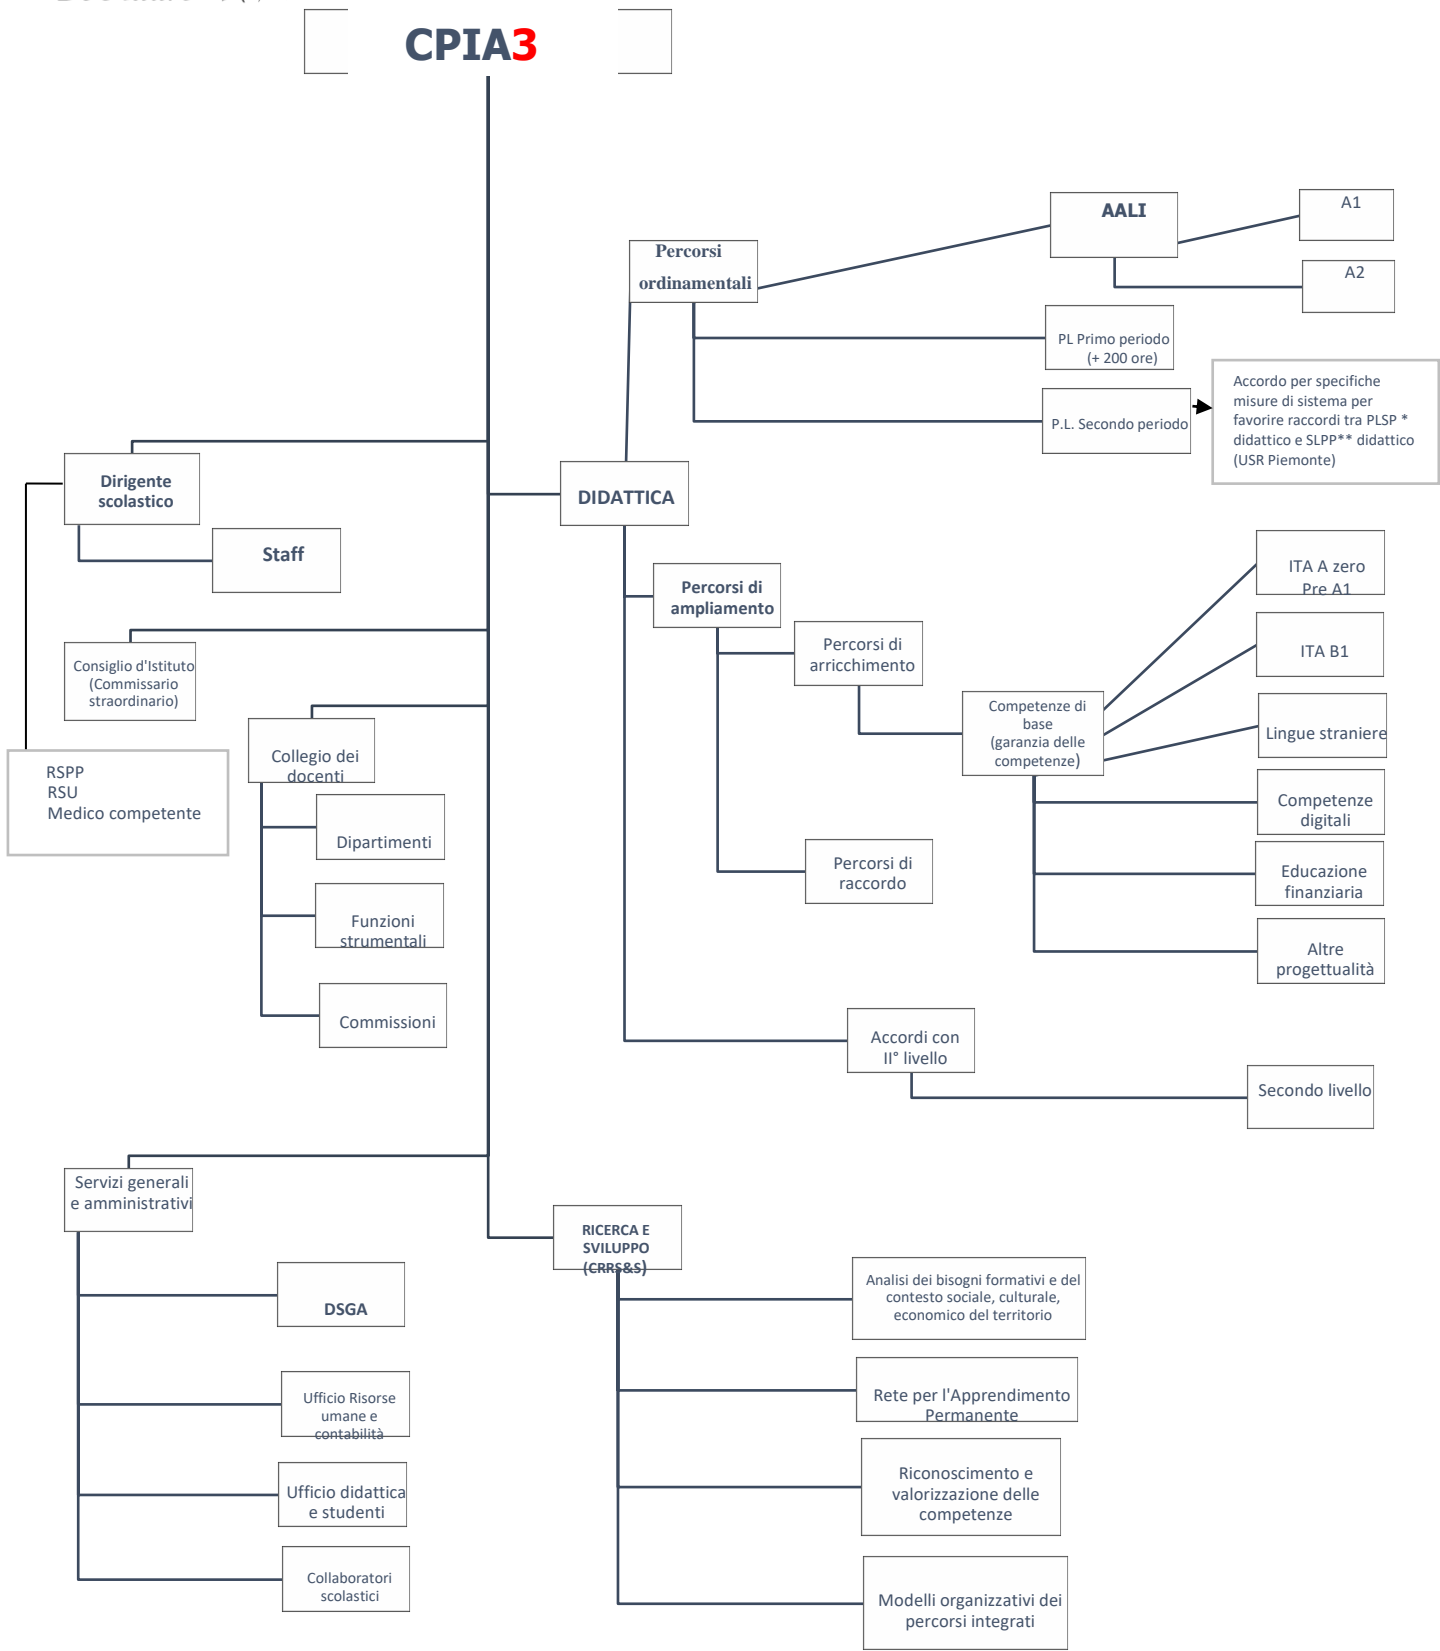 CPIA3
AALI
A1
A2
Percorsi
ordinamentali
PL Primo periodo
(+ 200 ore)
P.L. Secondo periodo
Accordo per specifiche
misure di sistema per
favorire raccordi tra PLSP *
didattico e SLPP** didattico
(USR Piemonte)
Dirigente
scolastico
Staff
DIDATTICA
Consiglio d'Istituto
(Commissario
straordinario)
RSPP
RSU
Medico competente
Collegio dei
docenti
Dipartimenti
Funzioni
strumentali
Commissioni
Percorsi di
ampliamento
Percorsi di
arricchimento
Percorsi di
raccordo
Competenze di
base
(garanzia delle
competenze)
ITA A zero
Pre A1
ITA B1
Lingue straniere
Competenze
digitali
Educazione
finanziaria
Altre
progettualità
Accordi con
II° livello
Secondo livello
Servizi generali
e amministrativi
DSGA
Ufficio Risorse
umane e
contabilità
Ufficio didattica
e studenti
Collaboratori
scolastici
RICERCA E
SVILUPPO
(CRRS&S)
Analisi dei bisogni formativi e del
contesto sociale, culturale,
economico del territorio
Rete per l'Apprendimento
Permanente
Riconoscimento e
valorizzazione delle
competenze
Modelli organizzativi dei
percorsi integrati